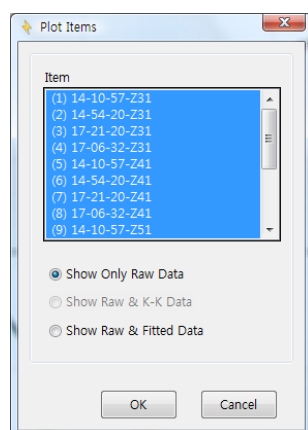 Plot Items
Item
(1) 14-10-57-Z31
(2) 14-54-20-Z31
(3) 17-21-20-Z31
(4) 17-06-32-Z31
(5) 14-10-57-Z41
(6) 14-54-20-Z41
(7) 17-21-20-Z41
(8) 17-06-32-Z41
(9) 14-10-57-Z51
Show Only Raw Data
Show Raw & K-K Data
Show Raw & Fitted Data
OK Cancel